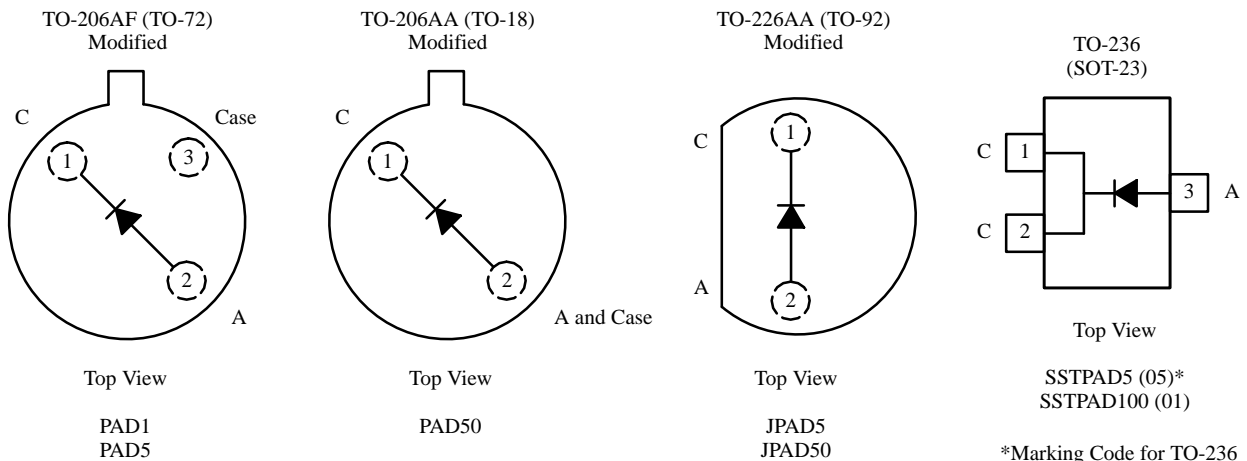 TO-206AF (TO-72)
Modified
C
Case
1
3
2
A
Top View
PAD1
PAD5
TO-206AA (TO-18)
Modified
C
1
2
A and Case
Top View
PAD50
TO-226AA (TO-92)
Modified
C
1
A
2
Top View
JPAD5
JPAD50
TO-236
(SOT-23)
C
1
3
A
C
2
Top View
SSTPAD5 (05)*
SSTPAD100 (01)
*Marking Code for TO-236